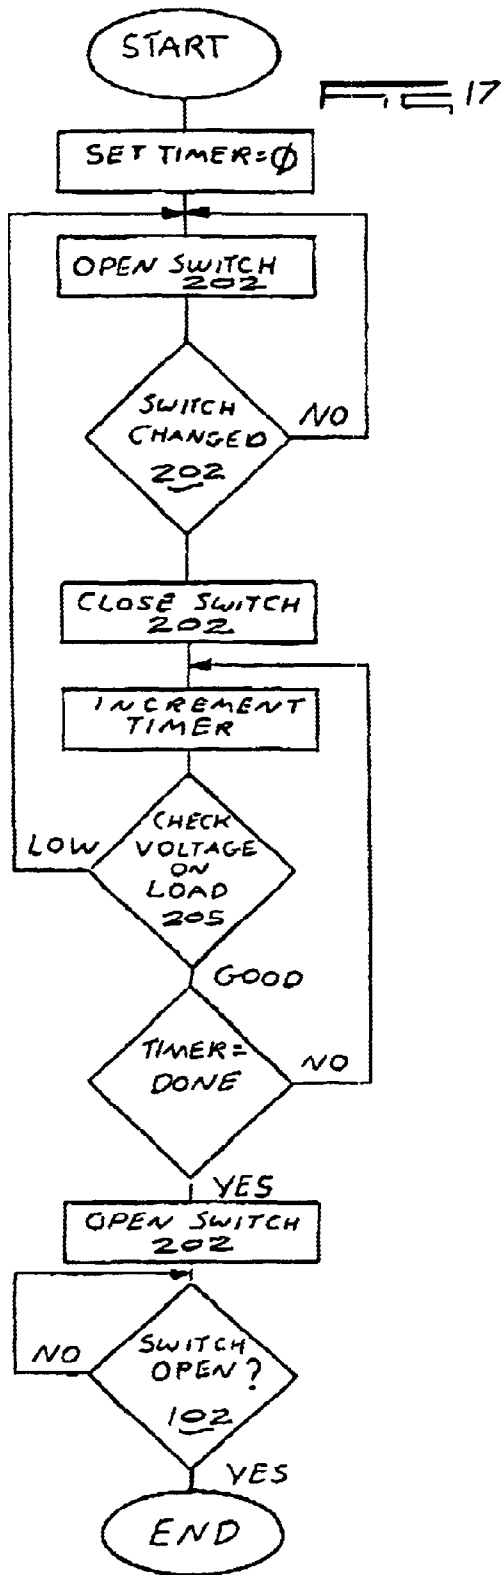 START
FIG 17
SET TIMER=Ø
OPEN SWITCH
202
SWITCH
CHANGED
202
NO
CLOSE SWITCH
202
INCREMENT
TIMER
CHECK
VOLTAGE
ON
LOAD
205
LOW
GOOD
TIMER=
DONE
NO
YES
OPEN SWITCH
202
SWITCH
OPEN?
102
NO
YES
END